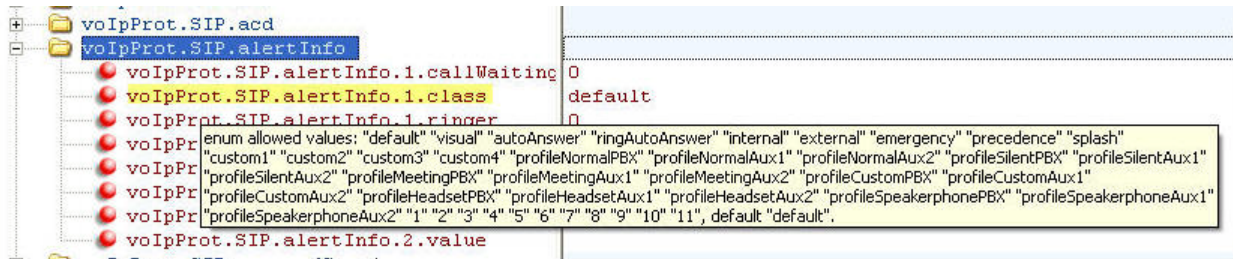 voIpProt.SIP.acd
voIpProt.SIP.alertInfo
voIpProt.SIP.alertInfo.1.callWaiting 0
voIpProt.SIP.alertInfo.1.class default
voIpProt.SIP.alertInfo.1.ringer 0
voIpPr
voIpPr
voIpPr
voIpPr
enum allowed values: "default" "visual" "autoAnswer" "ringAutoAnswer" "internal" "external" "emergency" "precedence" "splash"
"custom1" "custom2" "custom3" "custom4" "profileNormalPBX" "profileNormalAux1" "profileNormalAux2" "profileSilentPBX" "profileSilentAux1"
"profileSilentAux2" "profileMeetingPBX" "profileMeetingAux1" "profileMeetingAux2" "profileCustomPBX" "profileCustomAux1"
"profileCustomAux2" "profileHeadsetPBX" "profileHeadsetAux1" "profileHeadsetAux2" "profileSpeakerphonePBX" "profileSpeakerphoneAux1"
"profileSpeakerphoneAux2" "1" "2" "3" "4" "5" "6" "7" "8" "9" "10" "11", default "default".
voIpProt.SIP.alertInfo.2.value